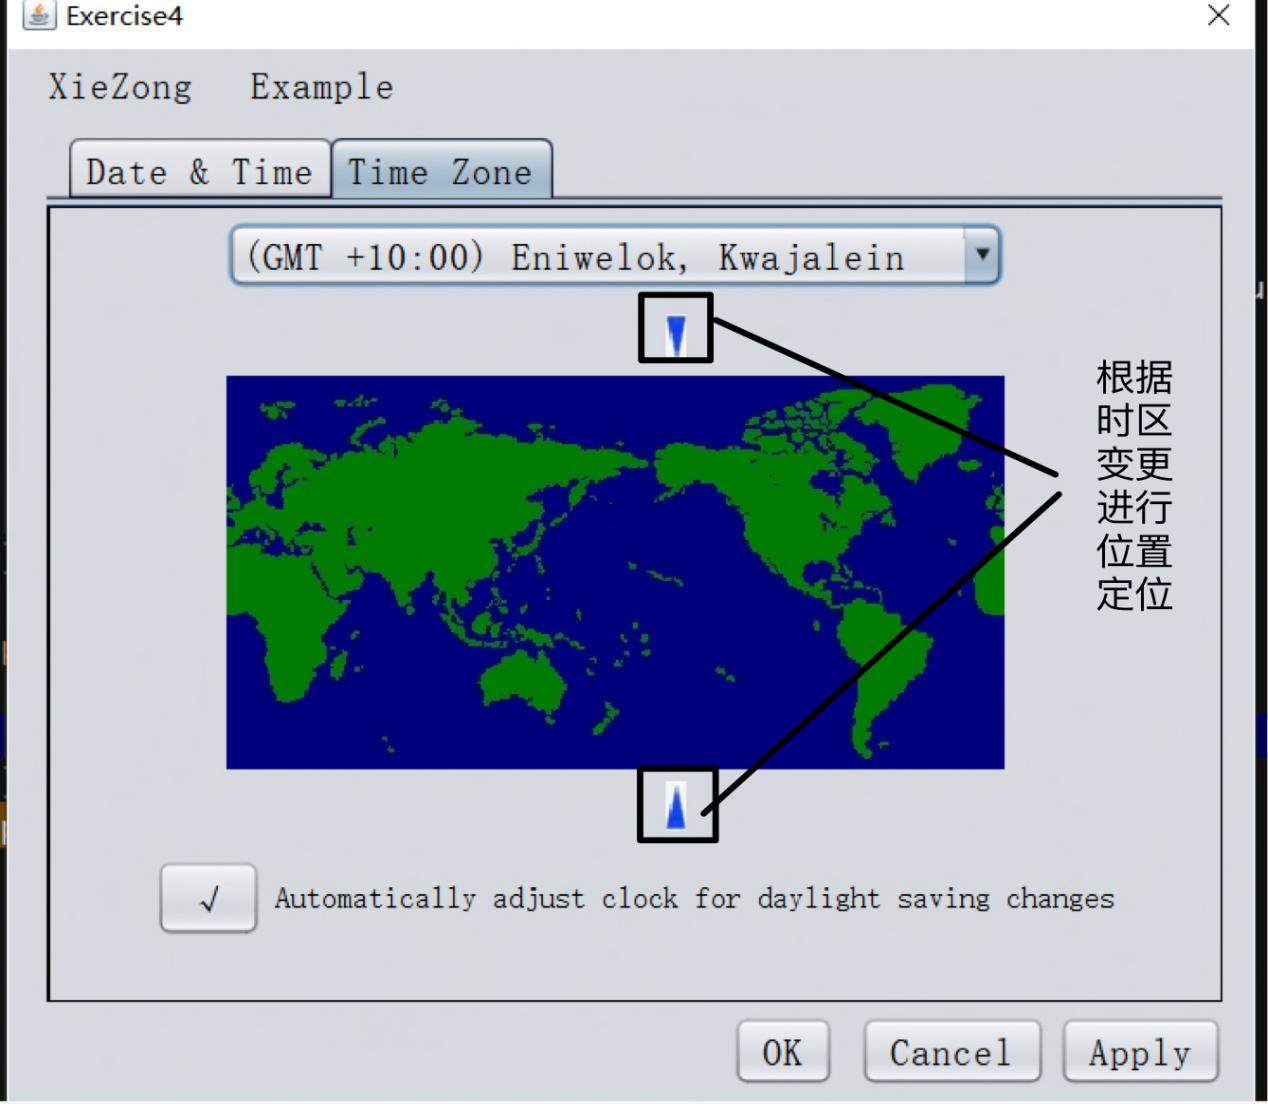 Exercise4
XieZong Example
Date & Time Time Zone
(GMT +10:00) Eniwelok, Kwajalein
根据
时区
变更
进行
位置
定位
√ Automatically adjust clock for daylight saving changes
OK Cancel Apply